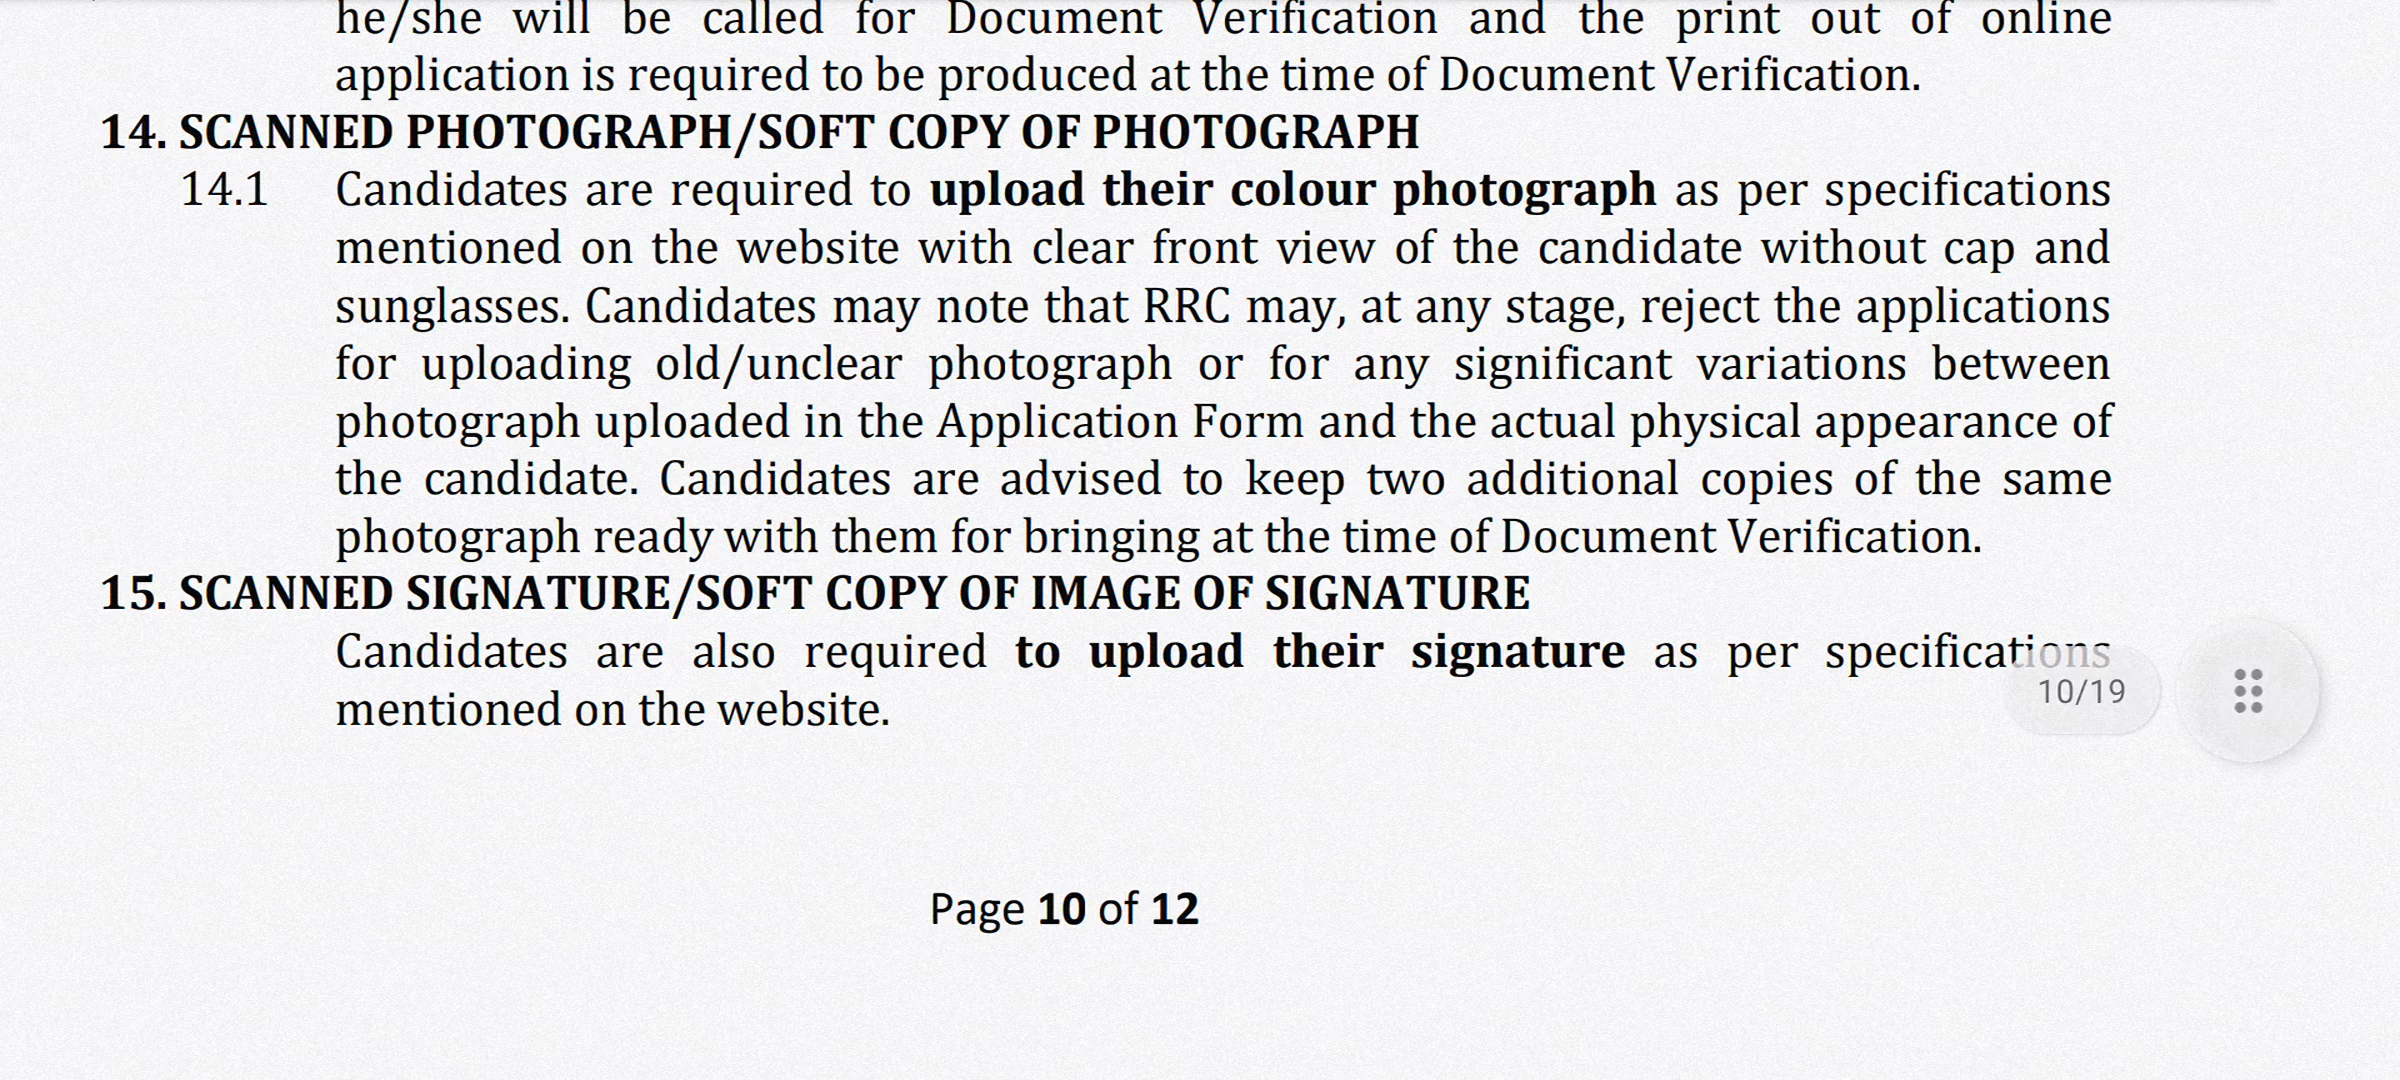 he/she will be called for Document Verification and the print out of online
application is required to be produced at the time of Document Verification.
14. SCANNED PHOTOGRAPH/SOFT COPY OF PHOTOGRAPH
14.1 Candidates are required to upload their colour photograph as per specifications
mentioned on the website with clear front view of the candidate without cap and
sunglasses. Candidates may note that RRC may, at any stage, reject the applications
for uploading old/unclear photograph or for any significant variations between
photograph uploaded in the Application Form and the actual physical appearance of
the candidate. Candidates are advised to keep two additional copies of the same
photograph ready with them for bringing at the time of Document Verification.
15. SCANNED SIGNATURE/SOFT COPY OF IMAGE OF SIGNATURE
Candidates are also required to upload their signature as per specifications
mentioned on the website.
10/19
Page 10 of 12